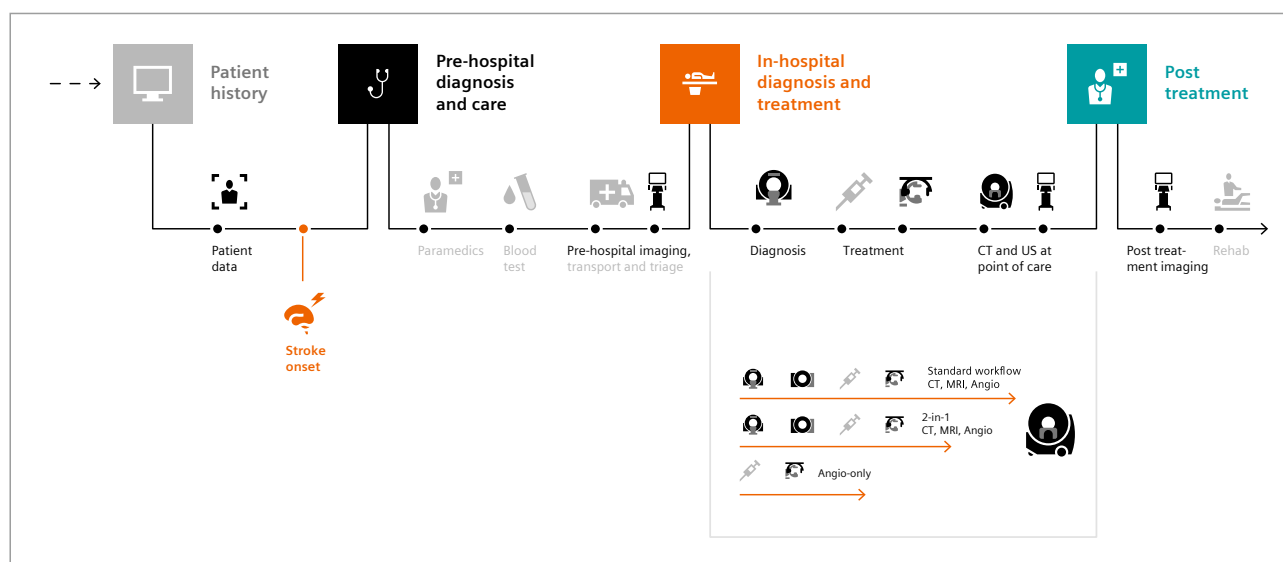 Patient
history
Pre-hospital
diagnosis
and care
In-hospital
diagnosis and
treatment
Post
treatment
Patient
data
Stroke
onset
Paramedics
Blood
test
Pre-hospital imaging,
transport and triage
Diagnosis
Treatment
CT and US at
point of care
Post treat-
ment imaging
Rehab
Standard workflow
CT, MRI, Angio
2-in-1
CT, MRI, Angio
Angio-only